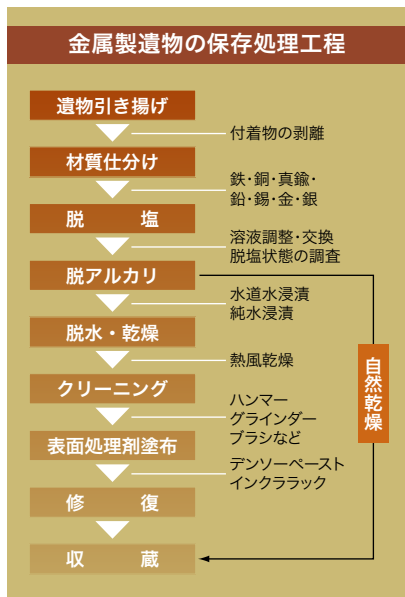 金属製遺物の保存処理工程
遺物引き揚げ
付着物の剥離
材質仕分け
鉄・銅・真鍮・
鉛・錫・金・銀
脱　　塩
溶液調整・交換
脱塩状態の調査
脱アルカリ
水道水浸漬
純水浸漬
脱水・乾燥
熱風乾燥
自然乾燥
クリーニング
ハンマー
グラインダー
ブラシなど
表面処理剤塗布
デンソーペースト
インクララック
修　　復
収　　蔵